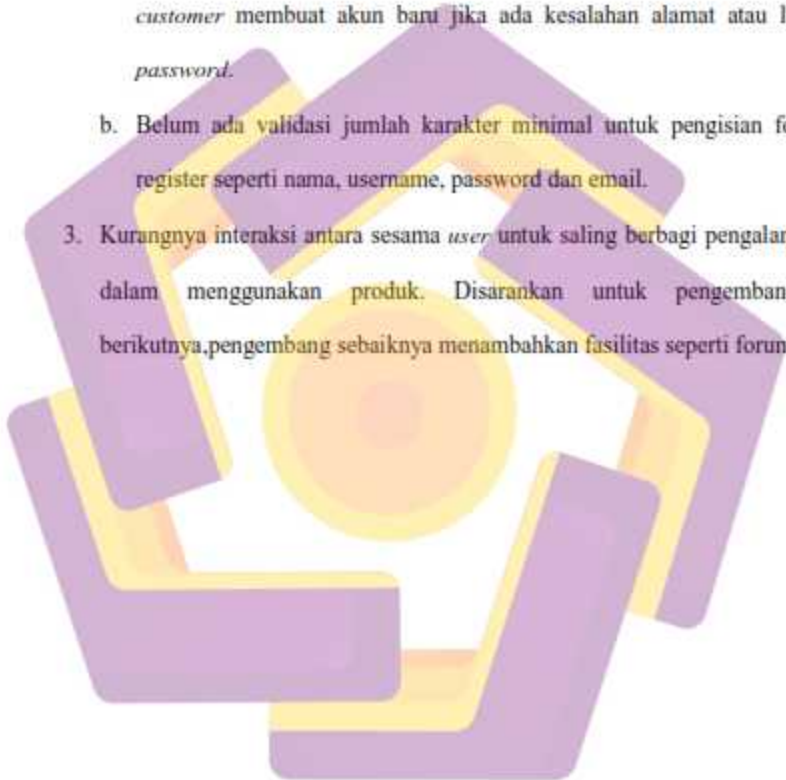 customer membuat akun baru jika ada kesalahan alamat atau
password.
b. Belum ada validasi jumlah karakter minimal untuk pengisian
register seperti nama, username, password dan email.
3. Kurangnya interaksi antara sesama user untuk saling berbagi
dalam menggunakan produk. Disarankan untuk
berikutnya,pengembang sebaiknya menambahkan fasilitas seperti forum